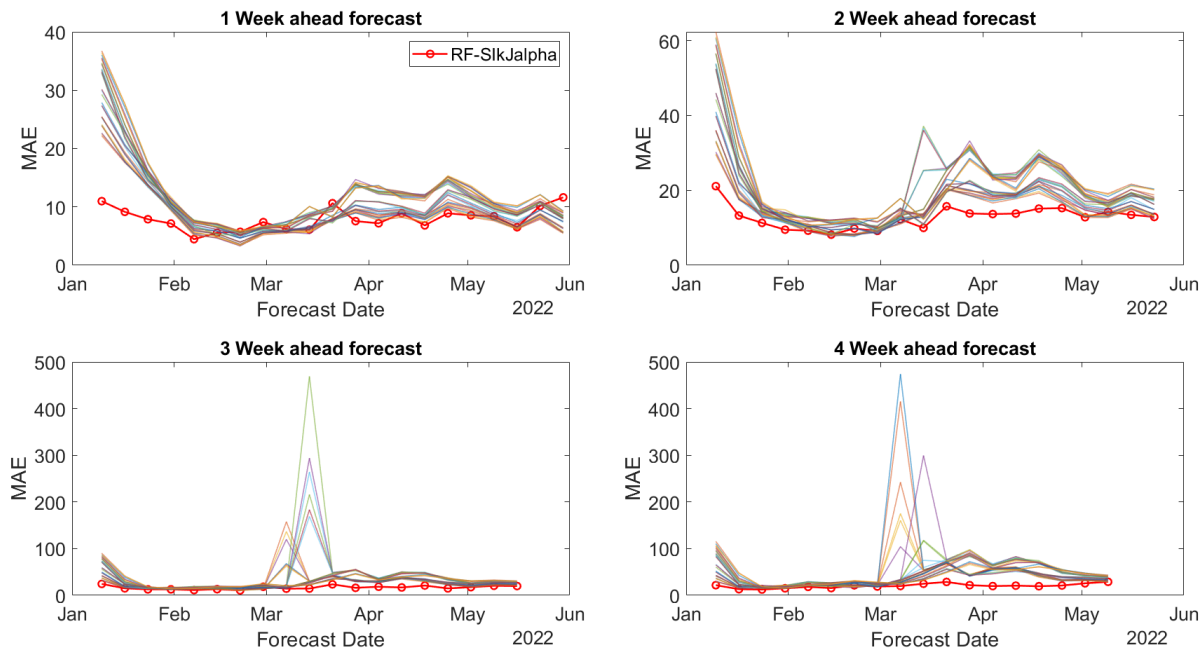 1 Week ahead forecast
MAE
40
30
20
10
0
RF-SIkJalpha
Jan Feb Mar Apr May Jun
Forecast Date
2022
2 Week ahead forecast
MAE
60
40
20
0
Jan Feb Mar Apr May Jun
Forecast Date
2022
3 Week ahead forecast
MAE
500
400
300
200
100
0
Jan Feb Mar Apr May Jun
Forecast Date
2022
4 Week ahead forecast
MAE
500
400
300
200
100
0
Jan Feb Mar Apr May Jun
Forecast Date
2022